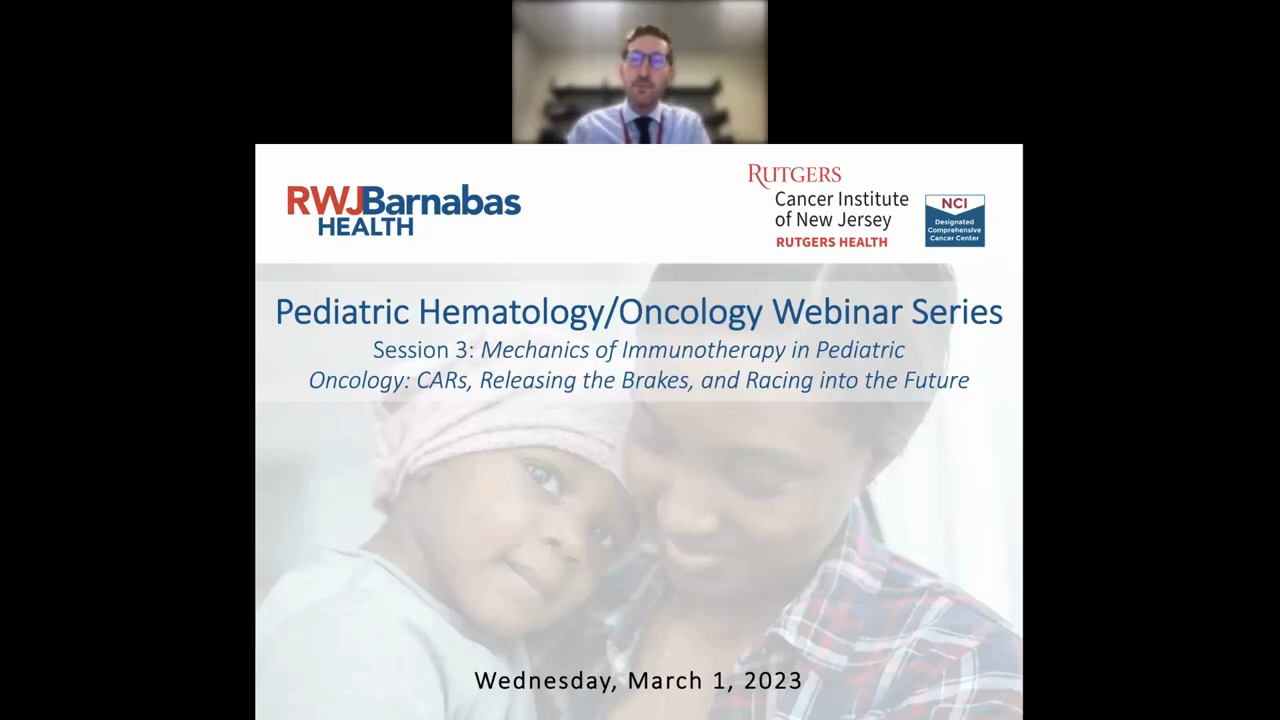 RWJBarnabas
HEALTH
RUTGERS
Cancer Institute
of New Jersey
RUTGERS HEALTH
NCI
Designated
Comprehensive
Cancer Center
Pediatric Hematology/Oncology Webinar Series
Session 3: Mechanics of Immunotherapy in Pediatric
Oncology: CARs, Releasing the Brakes, and Racing into the Future
Wednesday, March 1, 2023